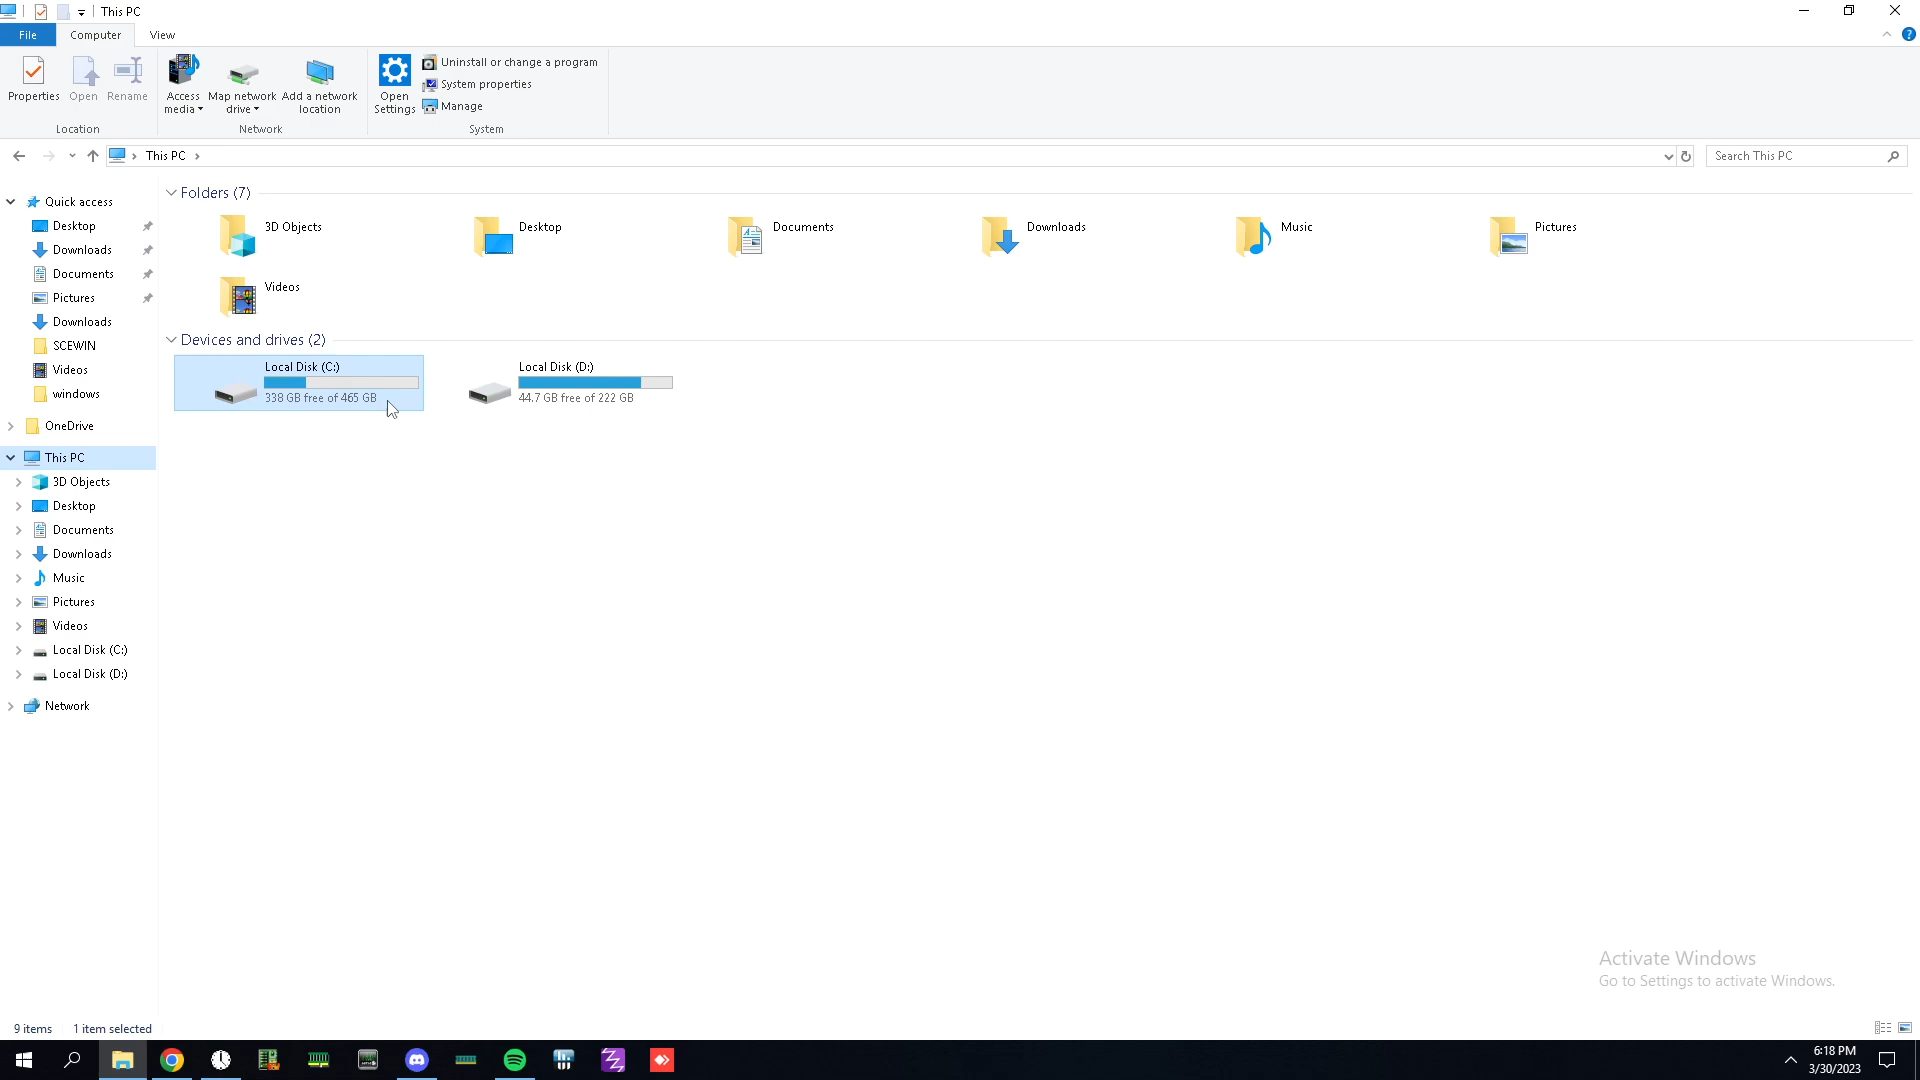 This PC
File Computer View
Properties Open Rename Access media Map network drive Add a network location Open Settings Uninstall or change a program
System properties
Manage
Location Network System
This PC
Search This PC
Quick access
Desktop
Downloads
Documents
Pictures
Downloads
SCEWIN
Videos
windows
OneDrive
This PC
3D Objects
Desktop
Documents
Downloads
Music
Pictures
Videos
Local Disk (C:)
Local Disk (D:)
Network
Folders (7)
3D Objects Desktop Documents Downloads Music Pictures
Videos
Devices and drives (2)
Local Disk (C:) Local Disk (D:)
338 GB free of 465 GB 44.7 GB free of 222 GB
Activate Windows
Go to Settings to activate Windows.
9 items 1 item selected
6:18 PM
3/30/2023